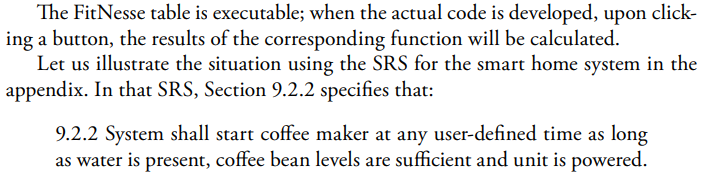 The FitNesse table is executable; when the actual code is developed, upon click-
ing a button, the results of the corresponding function will be calculated.
Let us illustrate the situation using the SRS for the smart home system in the
appendix. In that SRS, Section 9.2.2 specifies that:
9.2.2 System shall start coffee maker at any user-defined time as long
as water is present, coffee bean levels are sufficient and unit is powered.